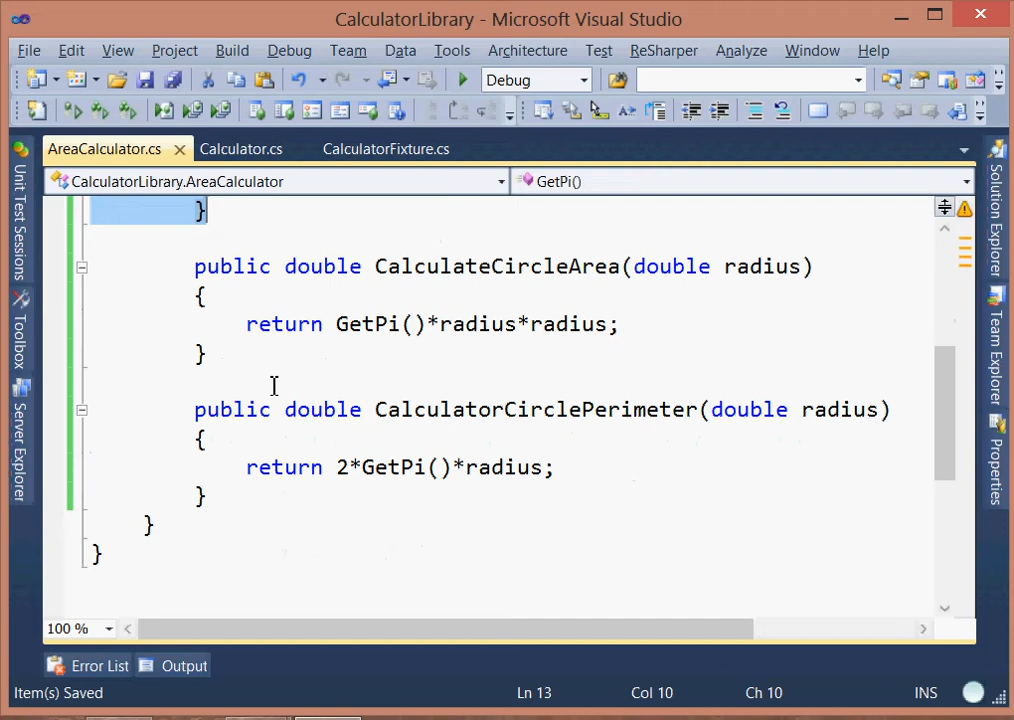 CalculatorLibrary - Microsoft Visual Studio
File Edit View Project Build Debug Team Data Tools Architecture Test ReSharper Analyze Window Help
Debug
AreaCalculator.cs Calculator.cs CalculatorFixture.cs
CalculatorLibrary.AreaCalculator GetPi()
}
public double CalculateCircleArea(double radius)
{
return GetPi()*radius*radius;
}
public double CalculatorCirclePerimeter(double radius)
{
return 2*GetPi()*radius;
}
}
}
100 %
Error List Output
Item(s) Saved Ln 13 Col 10 Ch 10 INS
Unit Test Sessions
Toolbox
Server Explorer
Solution Explorer
Team Explorer
Properties